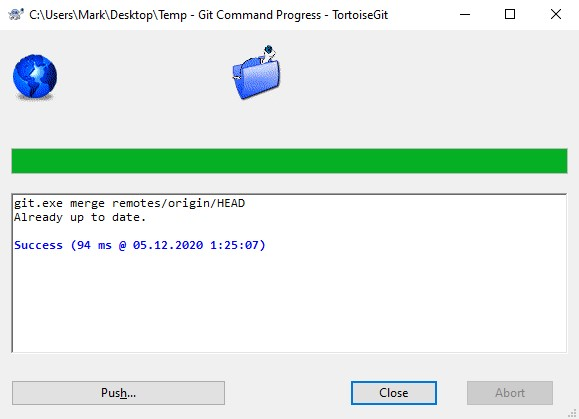 C:\Users\Mark\Desktop\Temp - Git Command Progress - TortoiseGit
git.exe merge remotes/origin/HEAD
Already up to date.
Success (94 ms @ 05.12.2020 1:25:07)
Push... Close Abort